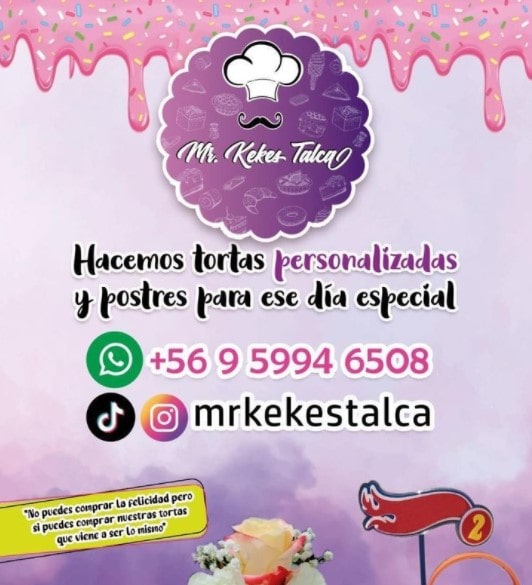 Mr. Kekes Talca
Hacemos tortas personalizadas
y postres para ese día especial
+56 9 5994 6508
mrkekestalca
"No puedes comprar la felicidad pero
si puedes comprar nuestras tortas
que viene a ser lo mismo"
2